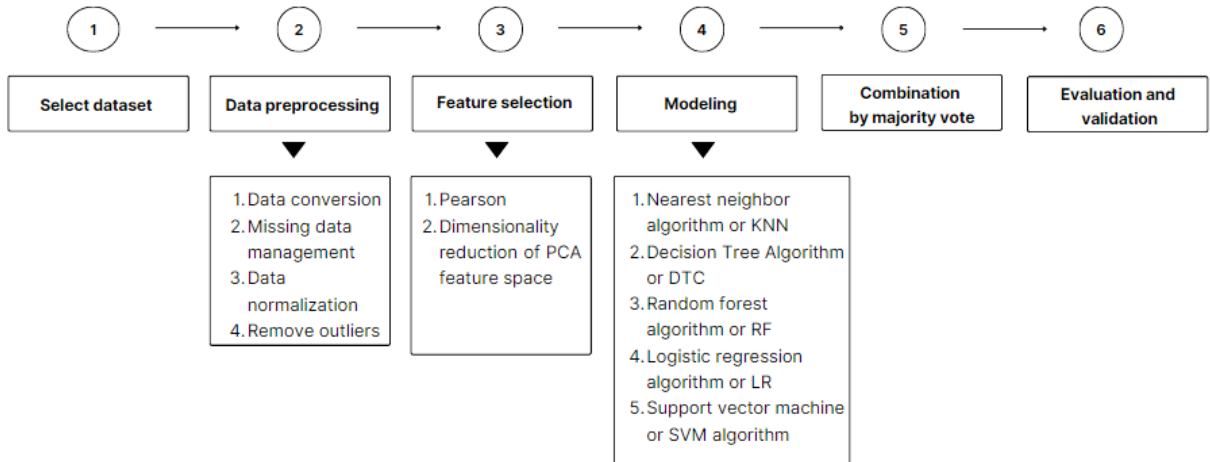 1
2
3
4
5
6
Select dataset
Data preprocessing
Feature selection
Modeling
Combination
by majority vote
Evaluation and
validation
1. Data conversion
2. Missing data
management
3. Data
normalization
4. Remove outliers
1. Pearson
2. Dimensionality
reduction of PCA
feature space
1. Nearest neighbor
algorithm or KNN
2. Decision Tree Algorithm
or DTC
3. Random forest
algorithm or RF
4. Logistic regression
algorithm or LR
5. Support vector machine
or SVM algorithm